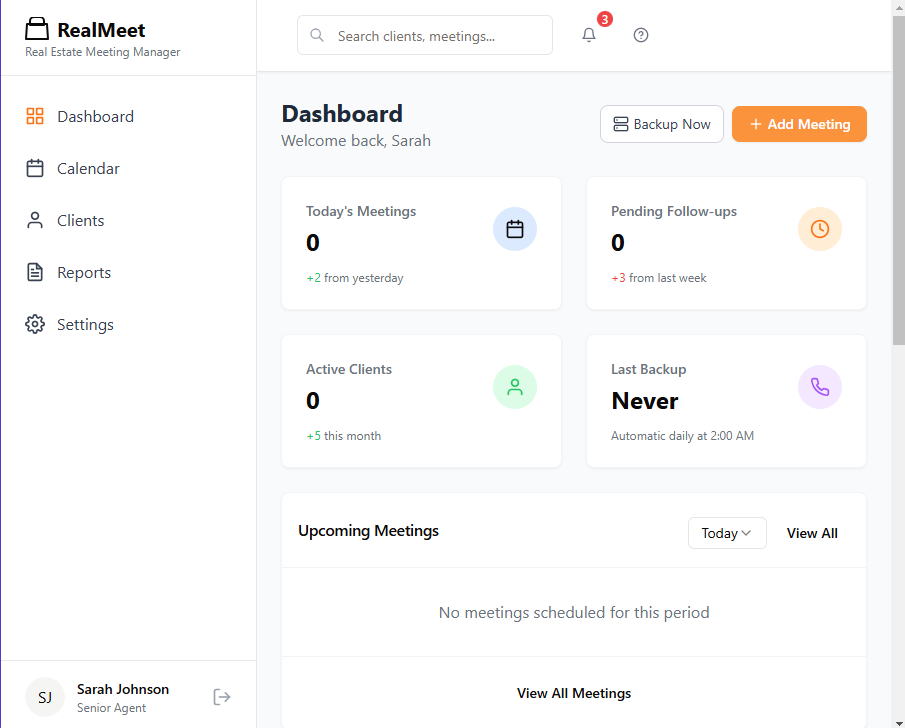 RealMeet
Real Estate Meeting Manager
Dashboard
Calendar
Clients
Reports
Settings
SJ
Sarah Johnson
Senior Agent
Search clients, meetings...
3
Dashboard
Welcome back, Sarah
Backup Now
+ Add Meeting
Today's Meetings
0
+2 from yesterday
Pending Follow-ups
0
+3 from last week
Active Clients
0
+5 this month
Last Backup
Never
Automatic daily at 2:00 AM
Upcoming Meetings
Today
View All
No meetings scheduled for this period
View All Meetings